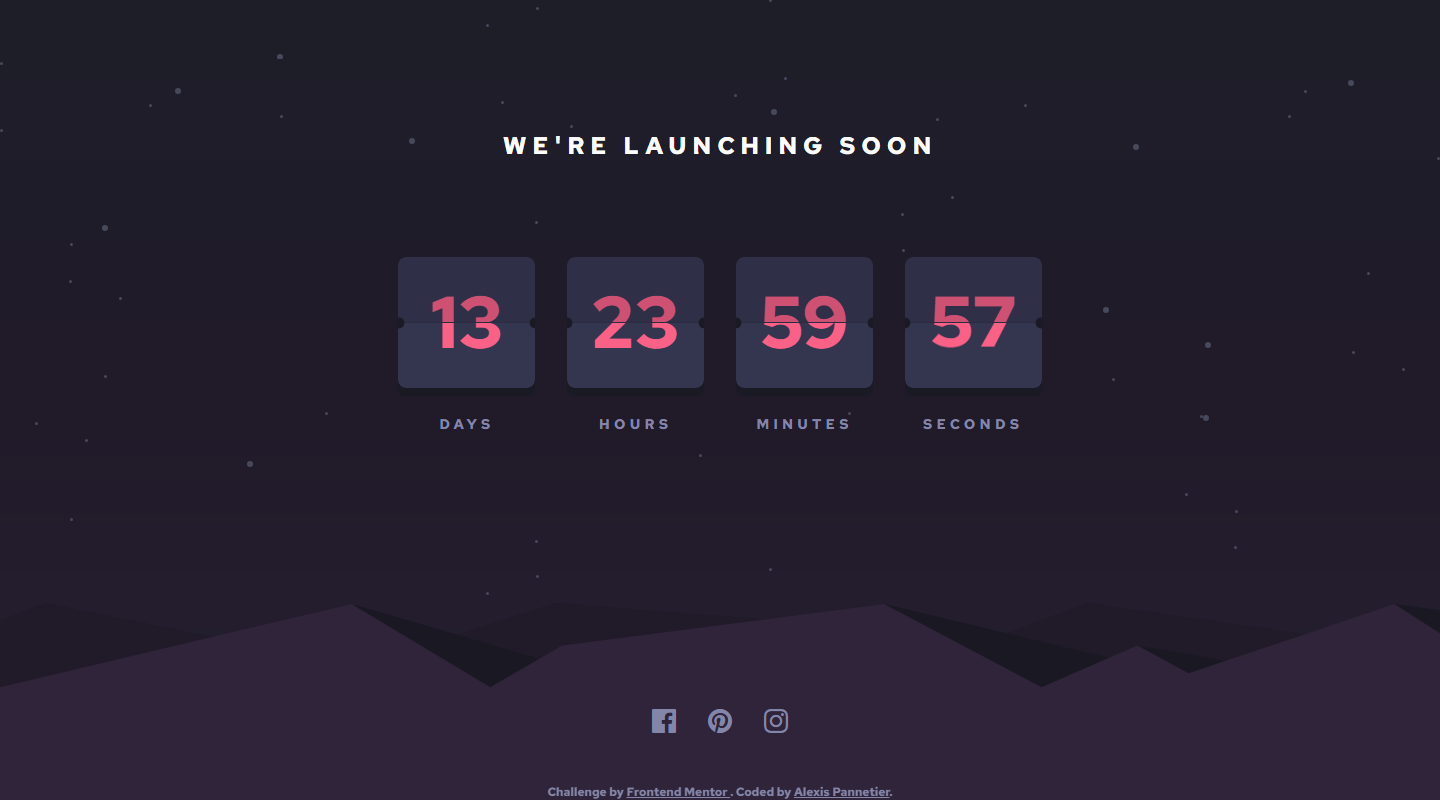 WE'RE LAUNCHING SOON
13 23 59 57
DAYS HOURS MINUTES SECONDS
Challenge by Frontend Mentor . Coded by Alexis Pannetier.